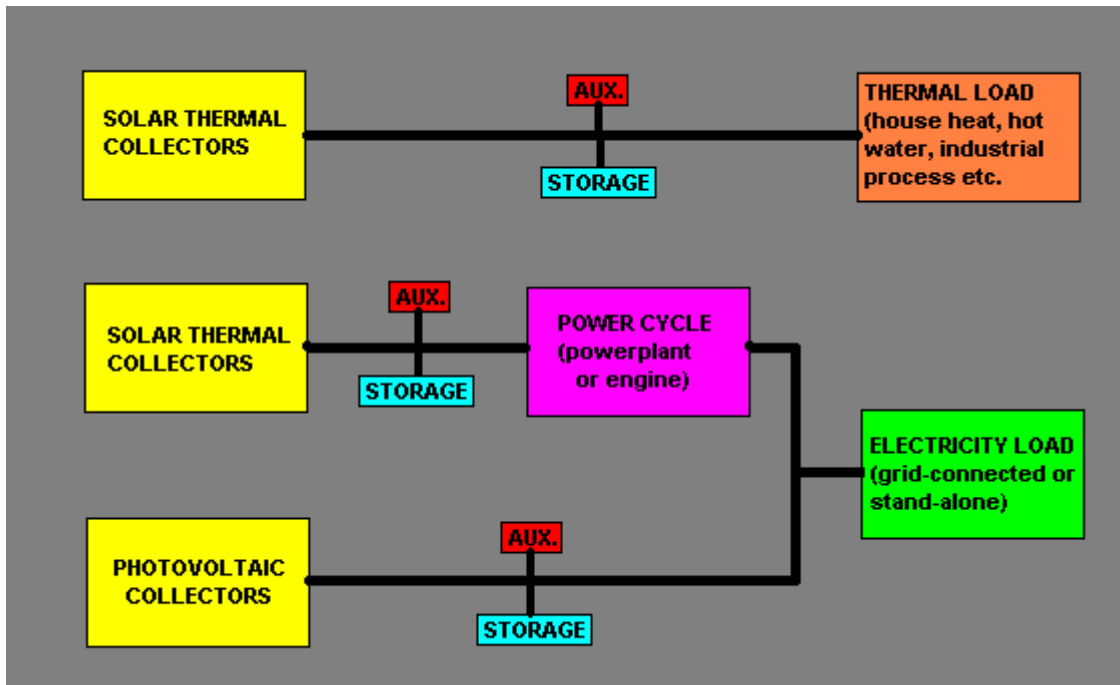 AUX.
SOLAR THERMAL
COLLECTORS
THERMAL LOAD
(house heat, hot
water, industrial
process etc.
STORAGE
AUX.
SOLAR THERMAL
COLLECTORS
POWER CYCLE
(powerplant
or engine)
STORAGE
ELECTRICITY LOAD
(grid-connected or
stand-alone)
AUX.
PHOTOVOLTAIC
COLLECTORS
STORAGE